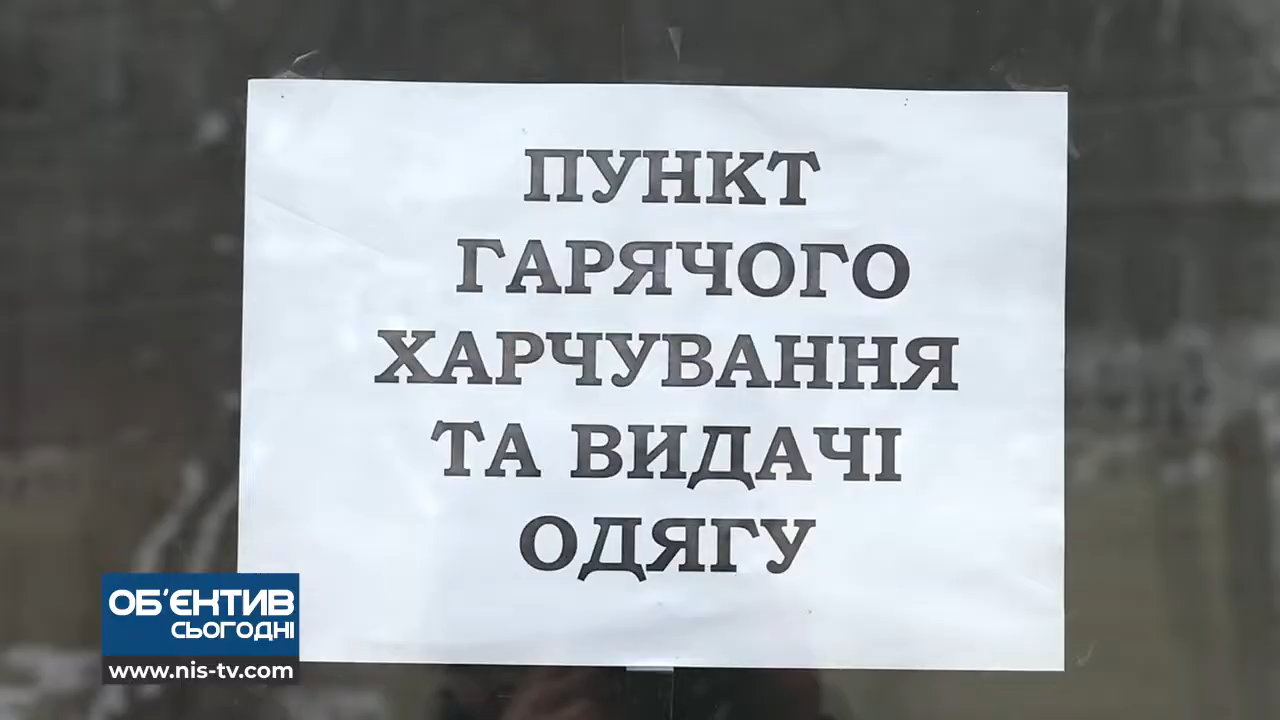 ПУНКТ
ГАРЯЧОГО
ХАРЧУВАННЯ
ТА ВИДАЧІ
ОДЯГУ
ОБ'ЄКТИВ
СЬОГОДНІ
www.nis-tv.com